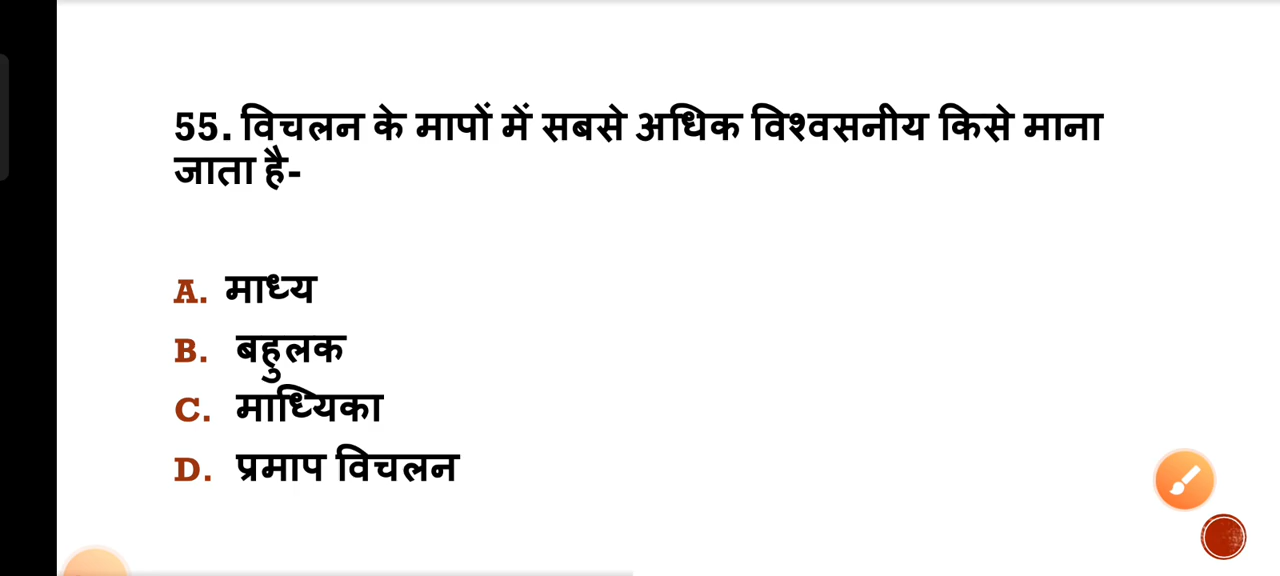 55. विचलन के मापों में सबसे अधिक विश्वसनीय किसे माना
जाता है-
A. माध्य
B. बहुलक
C. माध्यिका
D. प्रमाप विचलन